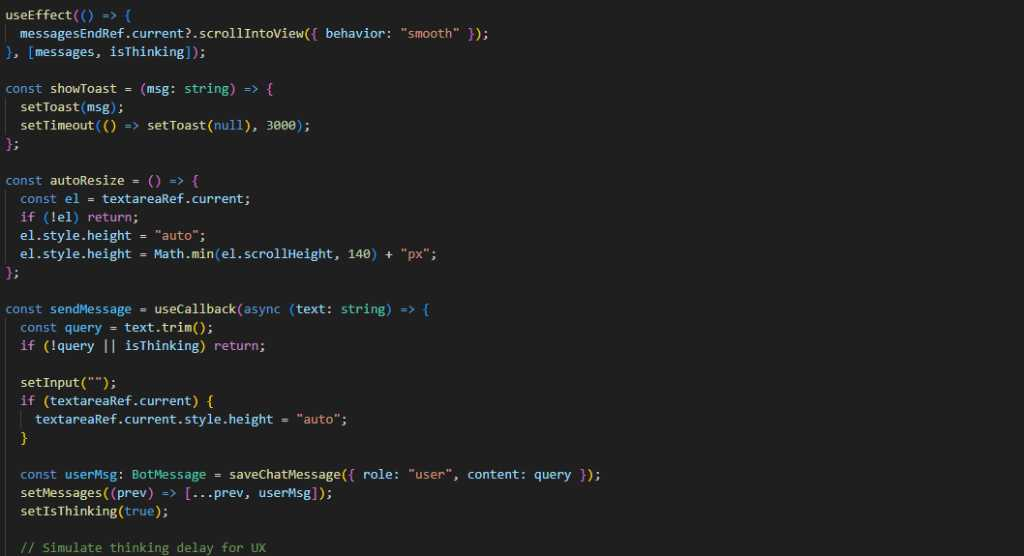 useEffect(() => {
  messagesEndRef.current?.scrollIntoView({ behavior: "smooth" });
}, [messages, isThinking]);

const showToast = (msg: string) => {
  setToast(msg);
  setTimeout(() => setToast(null), 3000);
};

const autoResize = () => {
  const el = textareaRef.current;
  if (!el) return;
  el.style.height = "auto";
  el.style.height = Math.min(el.scrollHeight, 140) + "px";
};

const sendMessage = useCallback(async (text: string) => {
  const query = text.trim();
  if (!query || isThinking) return;

  setInput("");
  if (textareaRef.current) {
    textareaRef.current.style.height = "auto";
  }

  const userMsg: BotMessage = saveChatMessage({ role: "user", content: query });
  setMessages((prev) => [...prev, userMsg]);
  setIsThinking(true);

  // Simulate thinking delay for UX